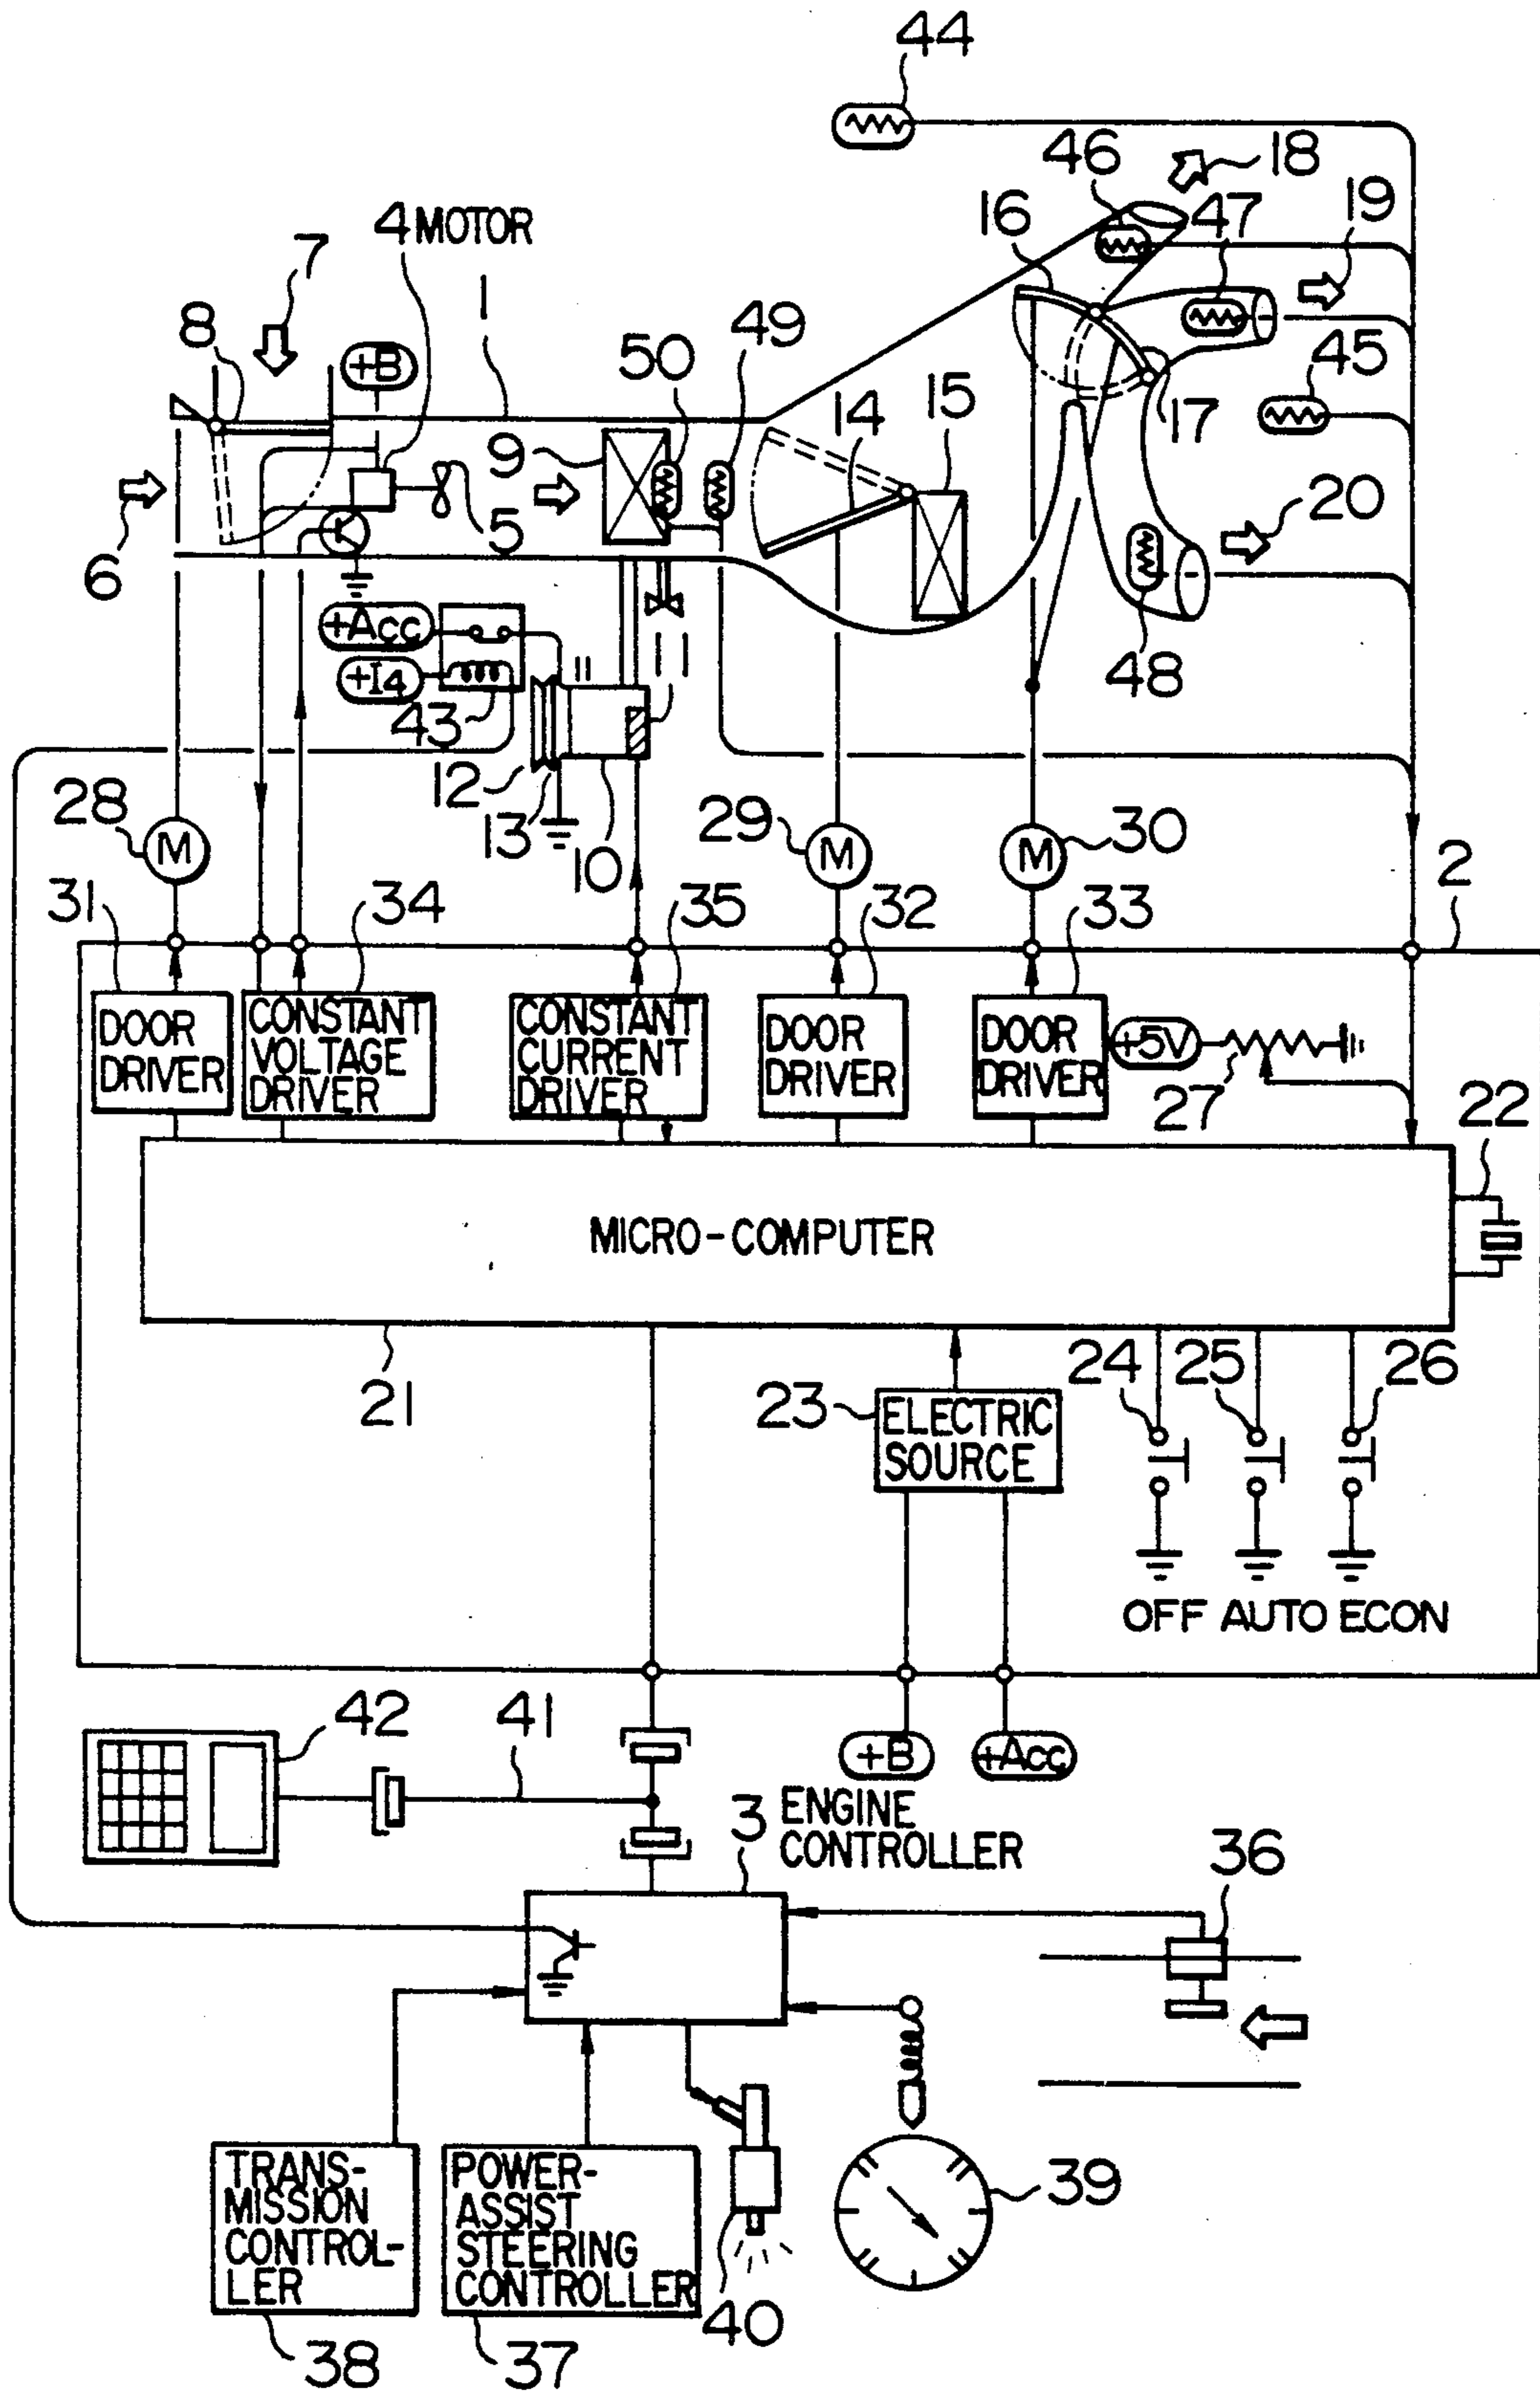 44
46
18
16
47
19
4 MOTOR
7
1
8
+B
50
49
45
14
15
17
9
5
6
20
+Acc
+I4
43
11
48
12
13
10
28
M
29
M
M
30
2
31
34
35
32
33
DOOR
DRIVER
CONSTANT
VOLTAGE
DRIVER
CONSTANT
CURRENT
DRIVER
DOOR
DRIVER
DOOR
DRIVER
+5V
27
22
MICRO-COMPUTER
21
23
ELECTRIC
SOURCE
24
25
26
OFF AUTO ECON
42
41
+B
+Acc
3 ENGINE
CONTROLLER
36
TRANS-
MISSION
CONTROL-
LER
POWER-
ASSIST
STEERING
CONTROLLER
39
40
38
37